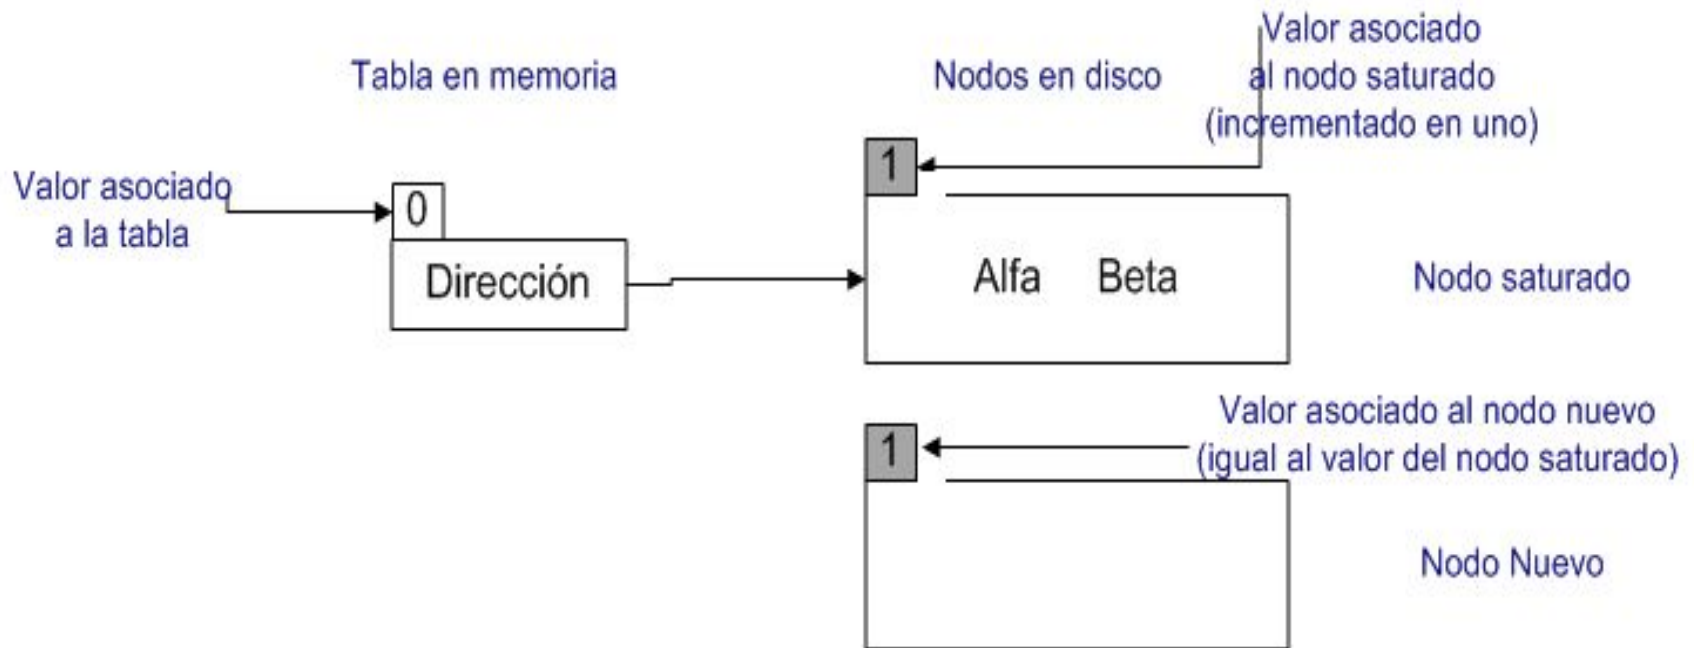 Tabla en memoria
Nodos en disco
Valor asociado
al nodo saturado
(incrementado en uno)
1
Valor asociado
a la tabla
0
Dirección
Alfa Beta
Nodo saturado
1
Valor asociado al nodo nuevo
(igual al valor del nodo saturado)
Nodo Nuevo